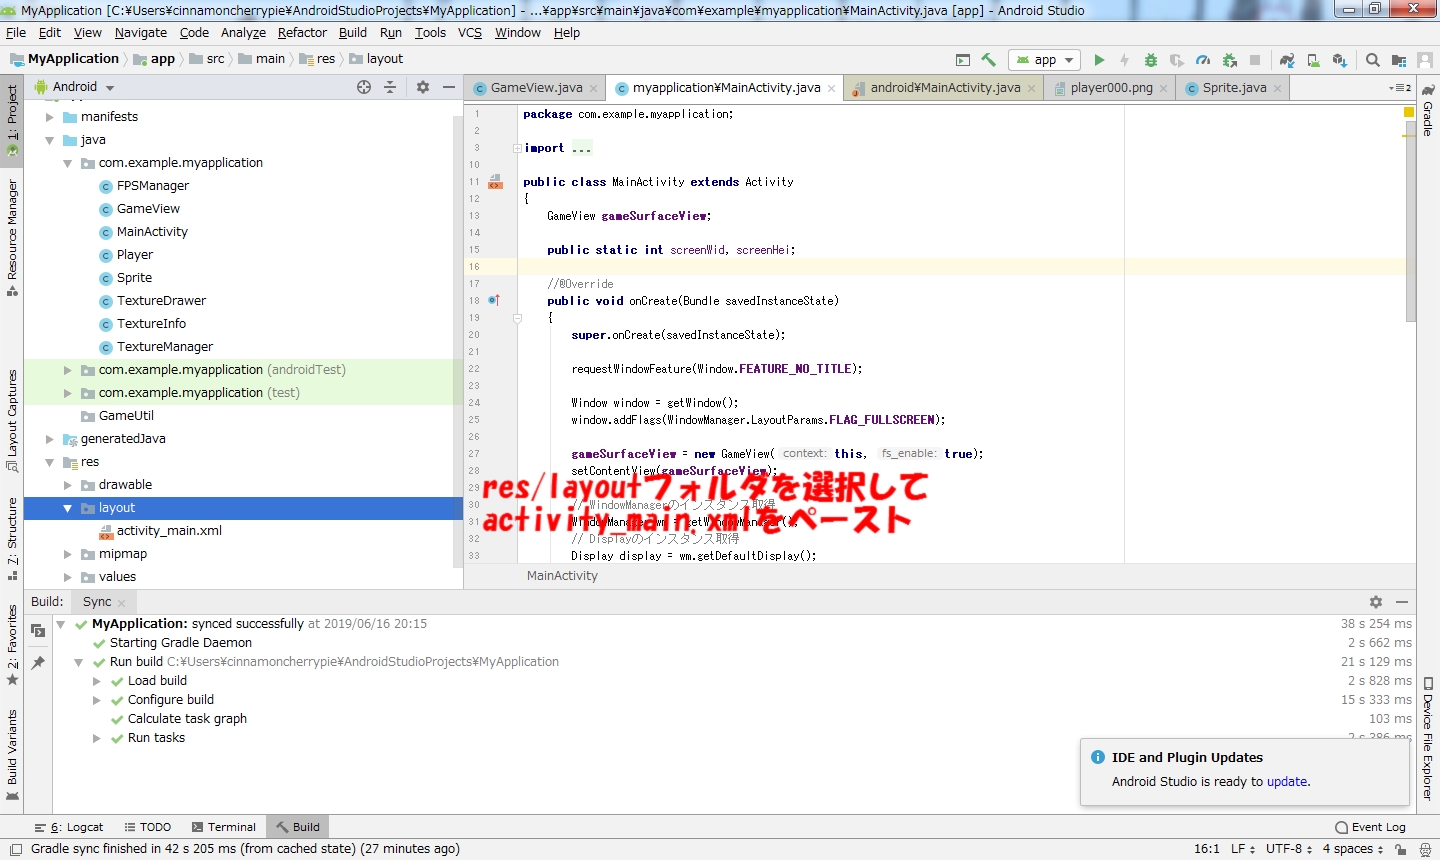 MyApplication [C:¥Users¥cinnamoncherrypie¥AndroidStudioProjects¥MyApplication] - ...¥app¥src¥main¥java¥com¥example¥myapplication¥MainActivity.java [app] - Android Studio
File Edit View Navigate Code Analyze Refactor Build Run Tools VCS Window Help
MyApplication app src main res layout
app
1: Project
Resource Manager
Layout Captures
7: Structure
2: Favorites
Build Variants
Android
manifests
java
com.example.myapplication
FPSManager
GameView
MainActivity
Player
Sprite
TextureDrawer
TextureInfo
TextureManager
com.example.myapplication (androidTest)
com.example.myapplication (test)
GameUtil
generatedJava
res
drawable
layout
activity_main.xml
mipmap
values
GameView.java myapplication¥MainActivity.java android¥MainActivity.java player000.png Sprite.java
2
1 package com.example.myapplication;
2
3 import ...
10
11 public class MainActivity extends Activity
12 {
13 GameView gameSurfaceView;
15 public static int screenWid, screenHei;
16
17 //@Override
18 public void onCreate(Bundle savedInstanceState)
19 {
20 super.onCreate(savedInstanceState);
21
22 requestWindowFeature(Window.FEATURE_NO_TITLE);
23
24 Window window = getWindow();
25 window.addFlags(WindowManager.LayoutParams.FLAG_FULLSCREEN);
26
27 gameSurfaceView = new GameView( context: this, fs_enable: true);
28 setContentView(gameSurfaceView);
res/layoutフォルダを選択して
30 // WindowManagerのインスタンス取得
activity_main.xmlをペースト
31 WindowManager wm = getWindowManager();
32 // Displayのインスタンス取得
33 Display display = wm.getDefaultDisplay();
MainActivity
Gradle
Device File Explorer
Build: Sync
MyApplication: synced successfully at 2019/06/16 20:15 38 s 254 ms
Starting Gradle Daemon 2 s 662 ms
Run build C:¥Users¥cinnamoncherrypie¥AndroidStudioProjects¥MyApplication 21 s 129 ms
Load build 2 s 828 ms
Configure build 15 s 333 ms
Calculate task graph 103 ms
Run tasks 2 s 286 ms
IDE and Plugin Updates
Android Studio is ready to update.
6: Logcat TODO Terminal Build Event Log
Gradle sync finished in 42 s 205 ms (from cached state) (27 minutes ago) 16:1 LF UTF-8 4 spaces